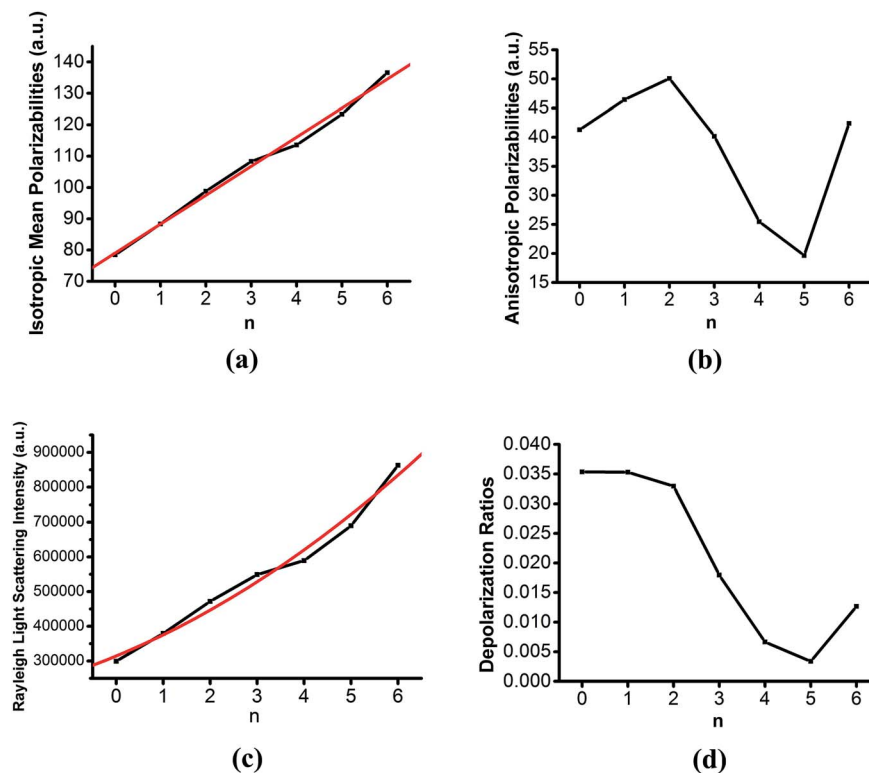 Isotropic Mean Polarizabilities (a.u.)
140
130
120
110
100
90
80
70
0 1 2 3 4 5 6
n
(a)
Anisotropic Polarizabilities (a.u.)
55
50
45
40
35
30
25
20
15
0 1 2 3 4 5 6
n
(b)
Rayleigh Light Scattering Intensity (a.u.)
900000
800000
700000
600000
500000
400000
300000
0 1 2 3 4 5 6
n
(c)
Depolarization Ratios
0.040
0.035
0.030
0.025
0.020
0.015
0.010
0.005
0.000
0 1 2 3 4 5 6
n
(d)